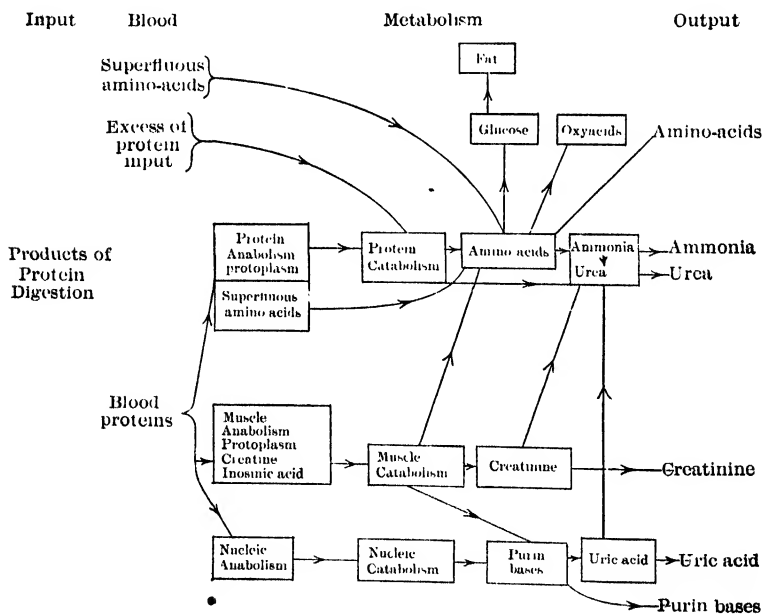 Input
Blood
Metabolism
Output
Superfluous
amino-acids
Excess of
protein
input
Products of
Protein
Digestion
Blood
proteins
Fat
Glucose
Oxyacids
Amino-acids
Protein
Anabolism
protoplasm
Superfluous
amino acids
Protein
Catabolism
Amino acids
Ammonia
Urea
Ammonia
Urea
Muscle
Anabolism
Protoplasm
Creatine
Inosinic acid
Muscle
Catabolism
Creatinine
Creatinine
Nucleic
Anabolism
Nucleic
Catabolism
Purin
bases
Uric acid
Uric acid
Purin bases